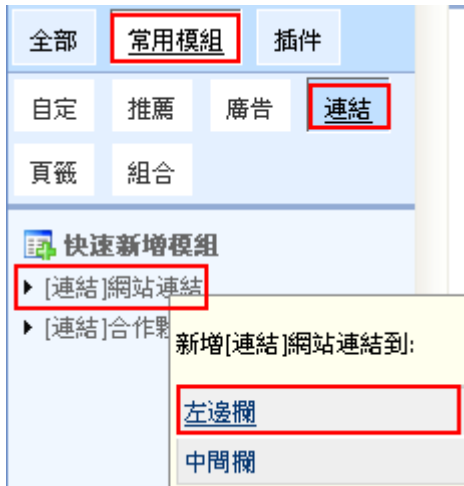 全部 常用模組 插件
自定 推薦 廣告 連結
頁籤 組合
快速新增模組
[連結]網站連結
[連結]合作夥
新增[連結]網站連結到:
左邊欄
中間欄